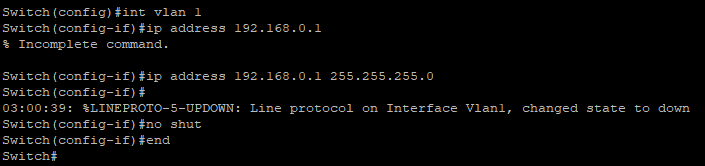 Switch(config)#int vlan 1
Switch(config-if)#ip address 192.168.0.1
% Incomplete command.
Switch(config-if)#ip address 192.168.0.1 255.255.255.0
Switch(config-if)#
03:00:39: %LINEPROTO-5-UPDOWN: Line protocol on Interface Vlan1, changed state to down
Switch(config-if)#no shut
Switch(config-if)#end
Switch#